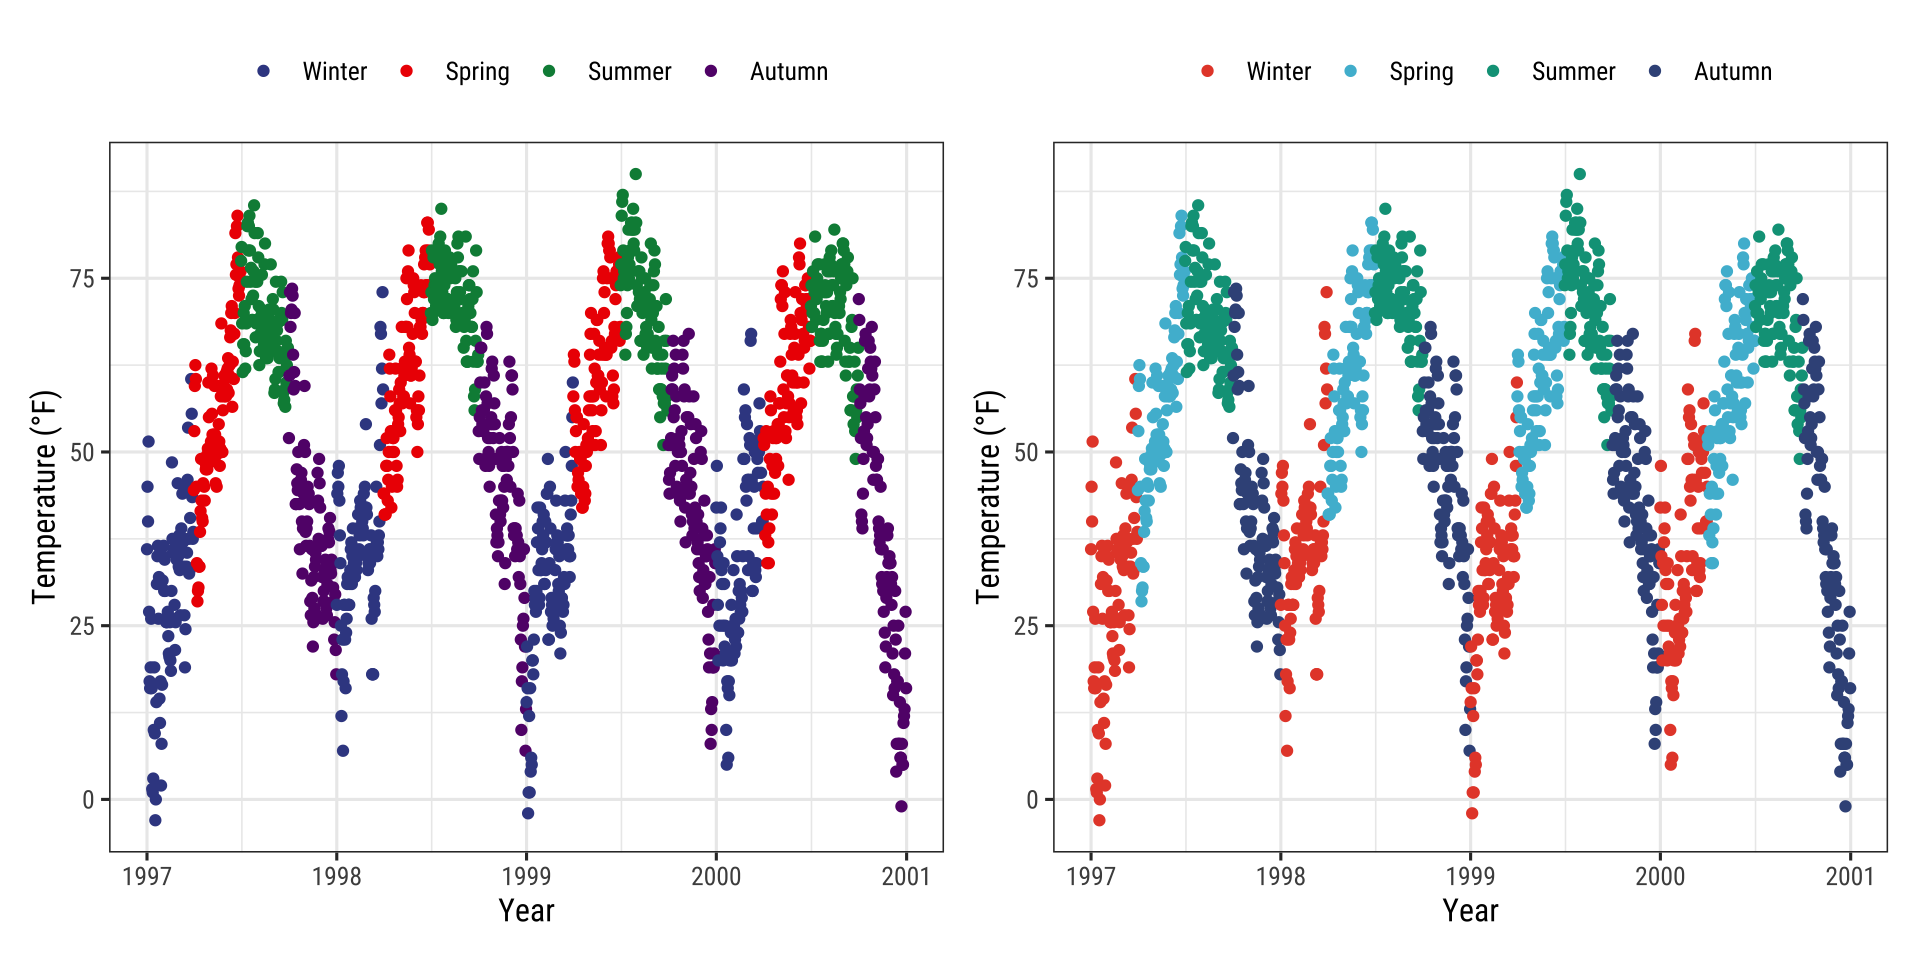 Winter Spring Summer Autumn
Temperature (°F)
75
50
25
0
1997 1998 1999 2000 2001
Year
Winter Spring Summer Autumn
Temperature (°F)
75
50
25
0
1997 1998 1999 2000 2001
Year